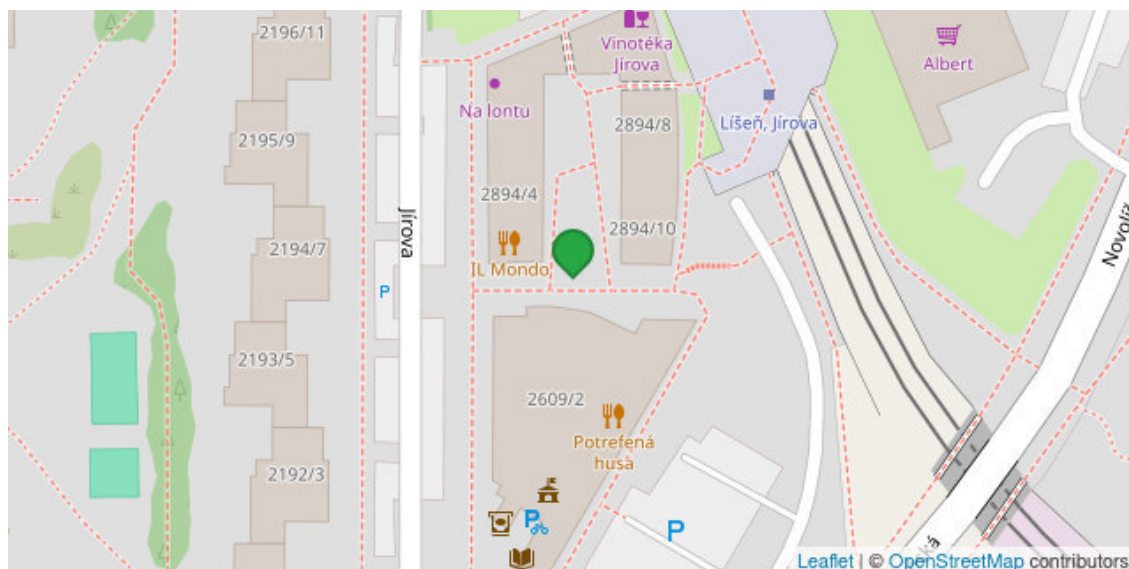 2196/11
Vinotéka
Jírova
Albert
Na lontu
2195/9
2894/8
Líšeň, Jírova
2894/4
Jírova
2194/7
2894/10
IL Mondo
P
2193/5
2609/2
Potrefená
husa
2192/3
P
P
Leaflet | © OpenStreetMap contributors